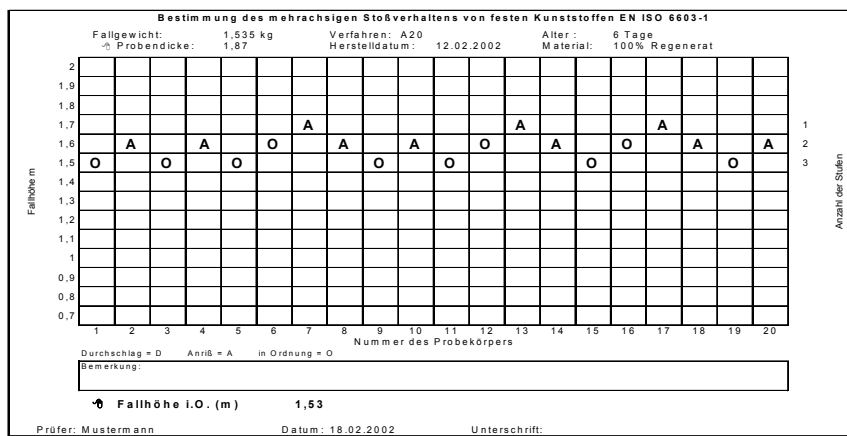 Bestimmung des mehrachsigen Stoßverhaltens von festen Kunststoffen EN ISO 6603-1
Fallgewicht: 1,535 kg Verfahren: A20 Alter : 6 Tage
Probendicke: 1,87 Herstelldatum: 12.02.2002 Material: 100% Regenerat
Fallhöhe m
Anzahl der Stufen
2
1,9
1,8
1,7 A A A 1
1,6 A A O A A O A O A A 2
1,5 O O O O O O O 3
1,4
1,3
1,2
1,1
1
0,9
0,8
0,7
1 2 3 4 5 6 7 8 9 10 11 12 13 14 15 16 17 18 19 20
Nummer des Probekörpers
Durchschlag = D Anriß = A in Ordnung = O
Bemerkung:
Fallhöhe i.O. (m) 1,53
Prüfer: Mustermann Datum: 18.02.2002 Unterschrift: